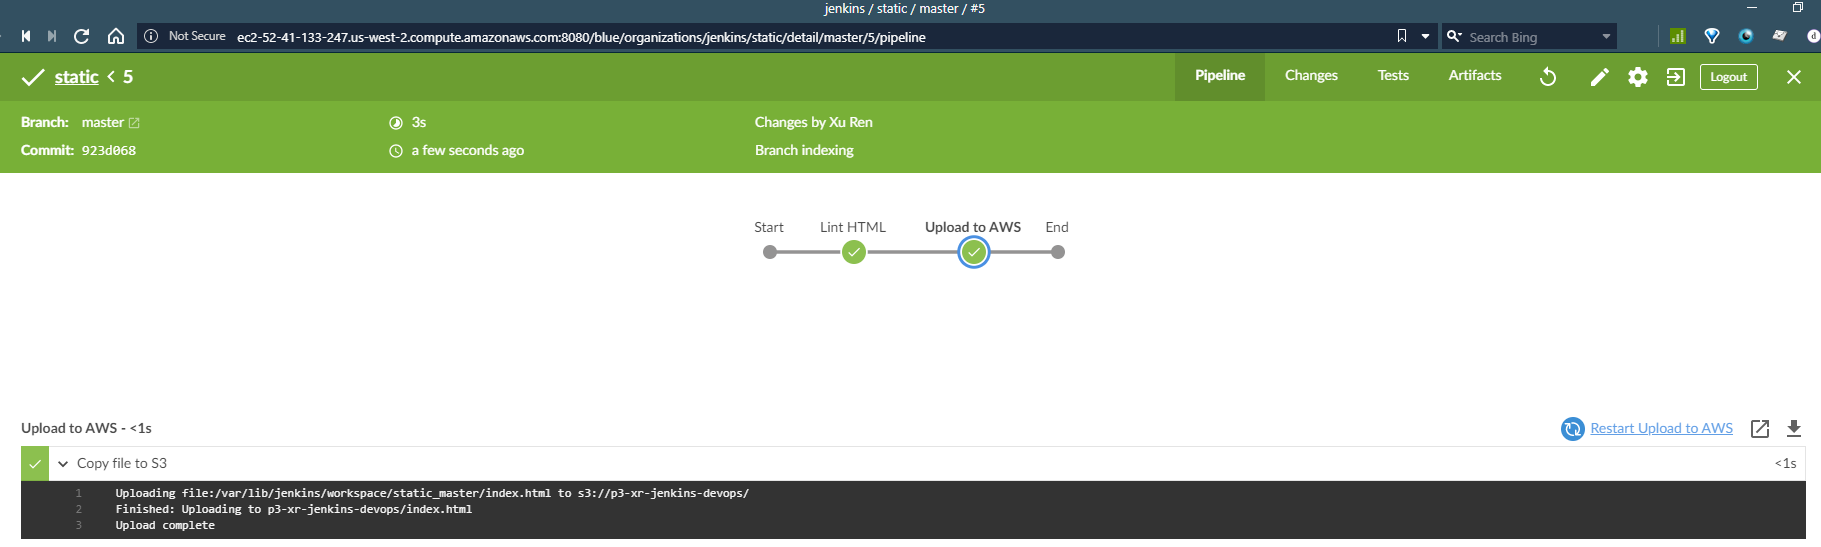 jenkins / static / master / #5
Not Secure ec2-52-41-133-247.us-west-2.compute.amazonaws.com:8080/blue/organizations/jenkins/static/detail/master/5/pipeline
Search Bing
static < 5
Pipeline Changes Tests Artifacts Logout
Branch: master 3s Changes by Xu Ren
Commit: 923d068 a few seconds ago Branch indexing
Start Lint HTML Upload to AWS End
Upload to AWS - <1s Restart Upload to AWS
Copy file to S3 <1s
1 Uploading file:/var/lib/jenkins/workspace/static_master/index.html to s3://p3-xr-jenkins-devops/
2 Finished: Uploading to p3-xr-jenkins-devops/index.html
3 Upload complete